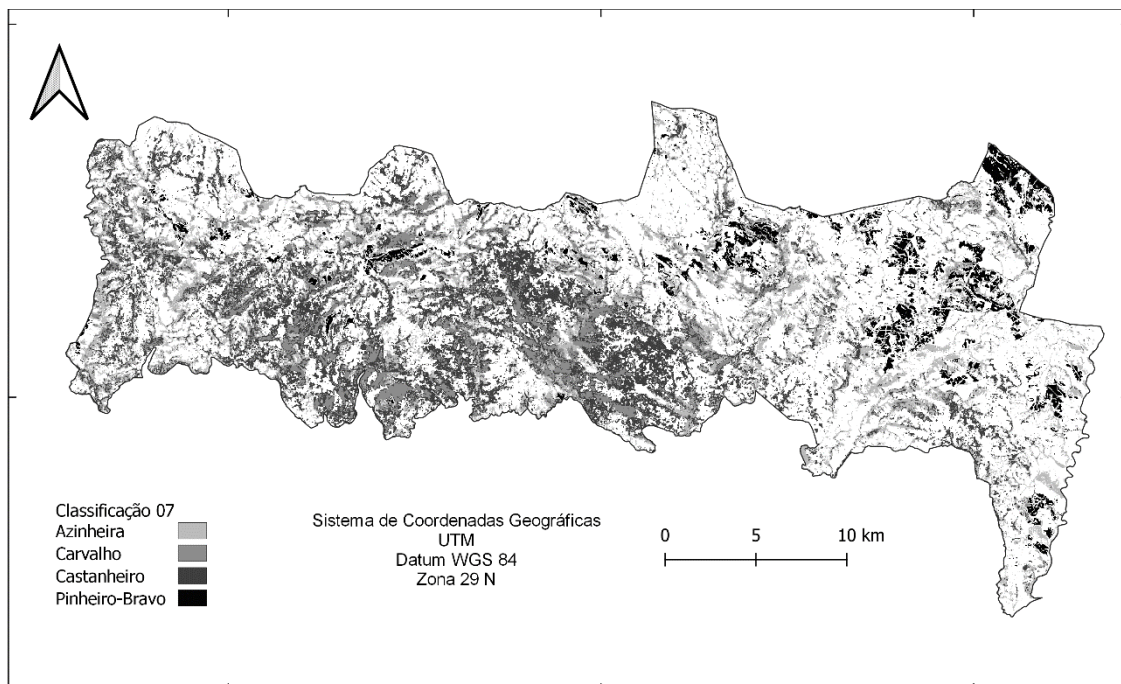 Classificação 07
Azinheira
Carvalho
Castanheiro
Pinheiro-Bravo
Sistema de Coordenadas Geográficas
UTM
Datum WGS 84
Zona 29 N
0 5 10 km